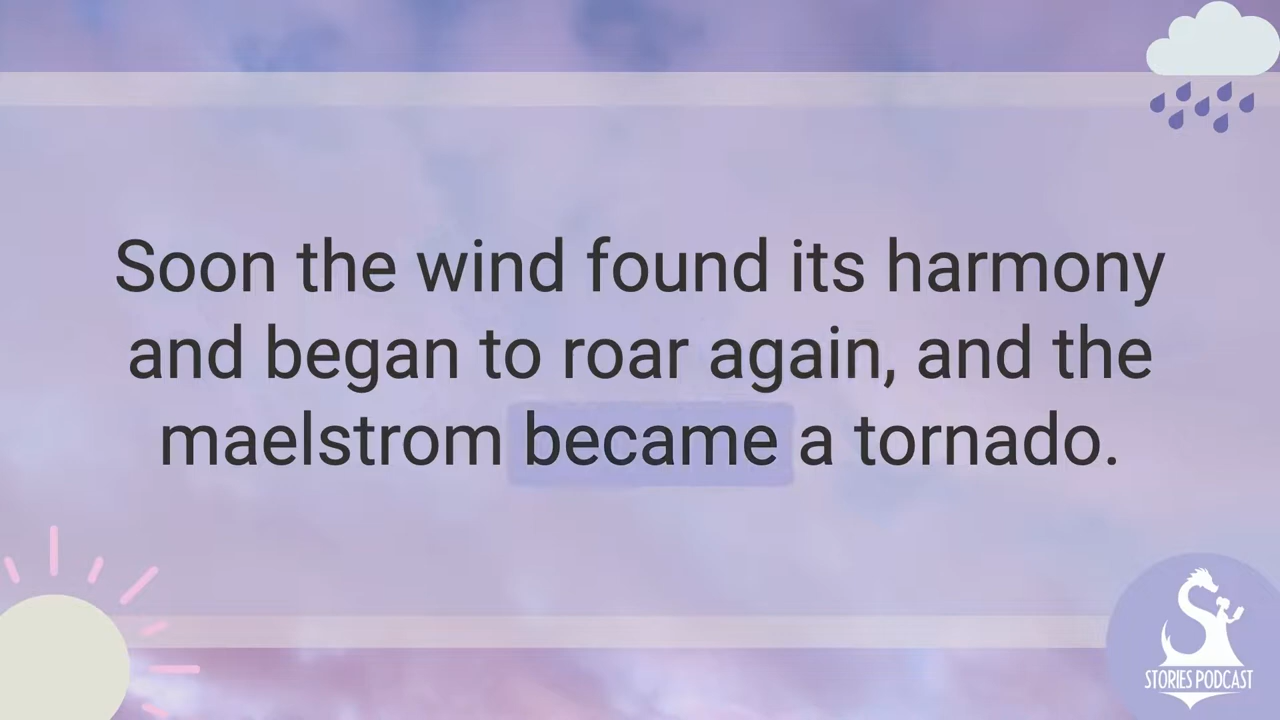 Soon the wind found its harmony
and began to roar again, and the
maelstrom became a tornado.
STORIES PODCAST